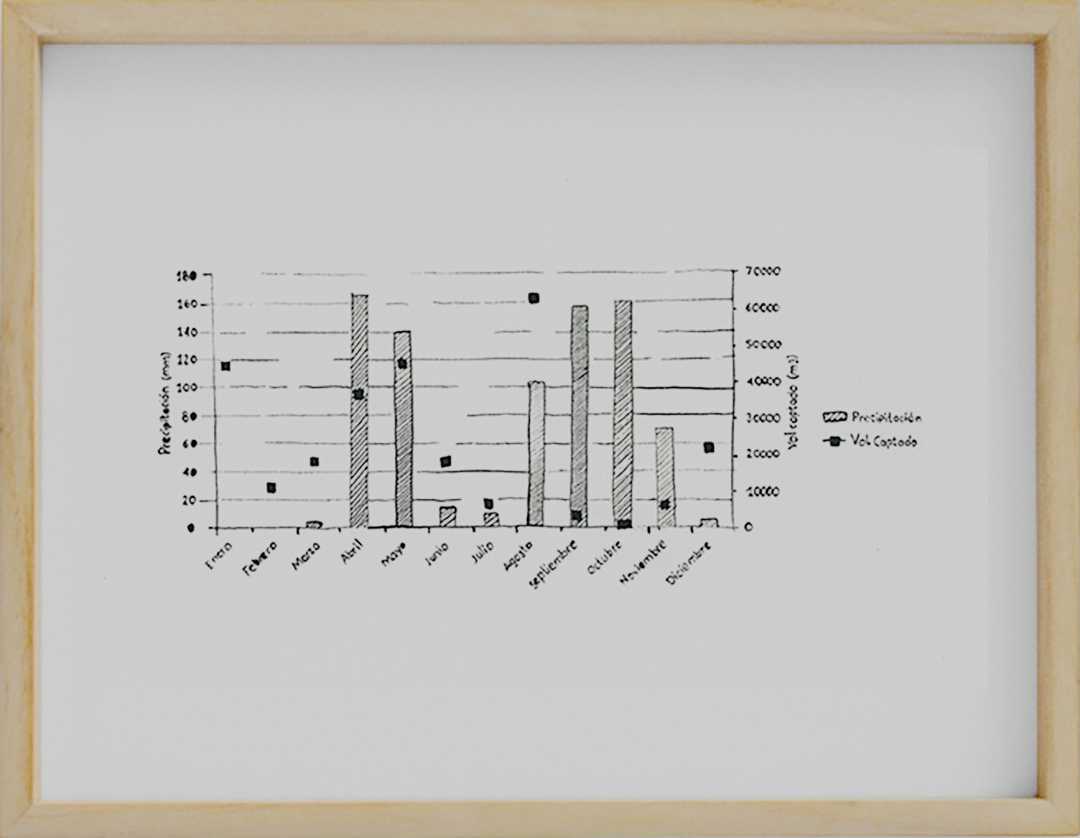 180
160
140
120
100
80
60
40
20
0
Precipitación (mm)
70000
60000
50000
40000
30000
20000
10000
0
Vol captado (m3)
Enero
Febrero
Marzo
Abril
Mayo
Junio
Julio
Agosto
Septiembre
Octubre
Noviembre
Diciembre
Precipitación
Vol. Captado